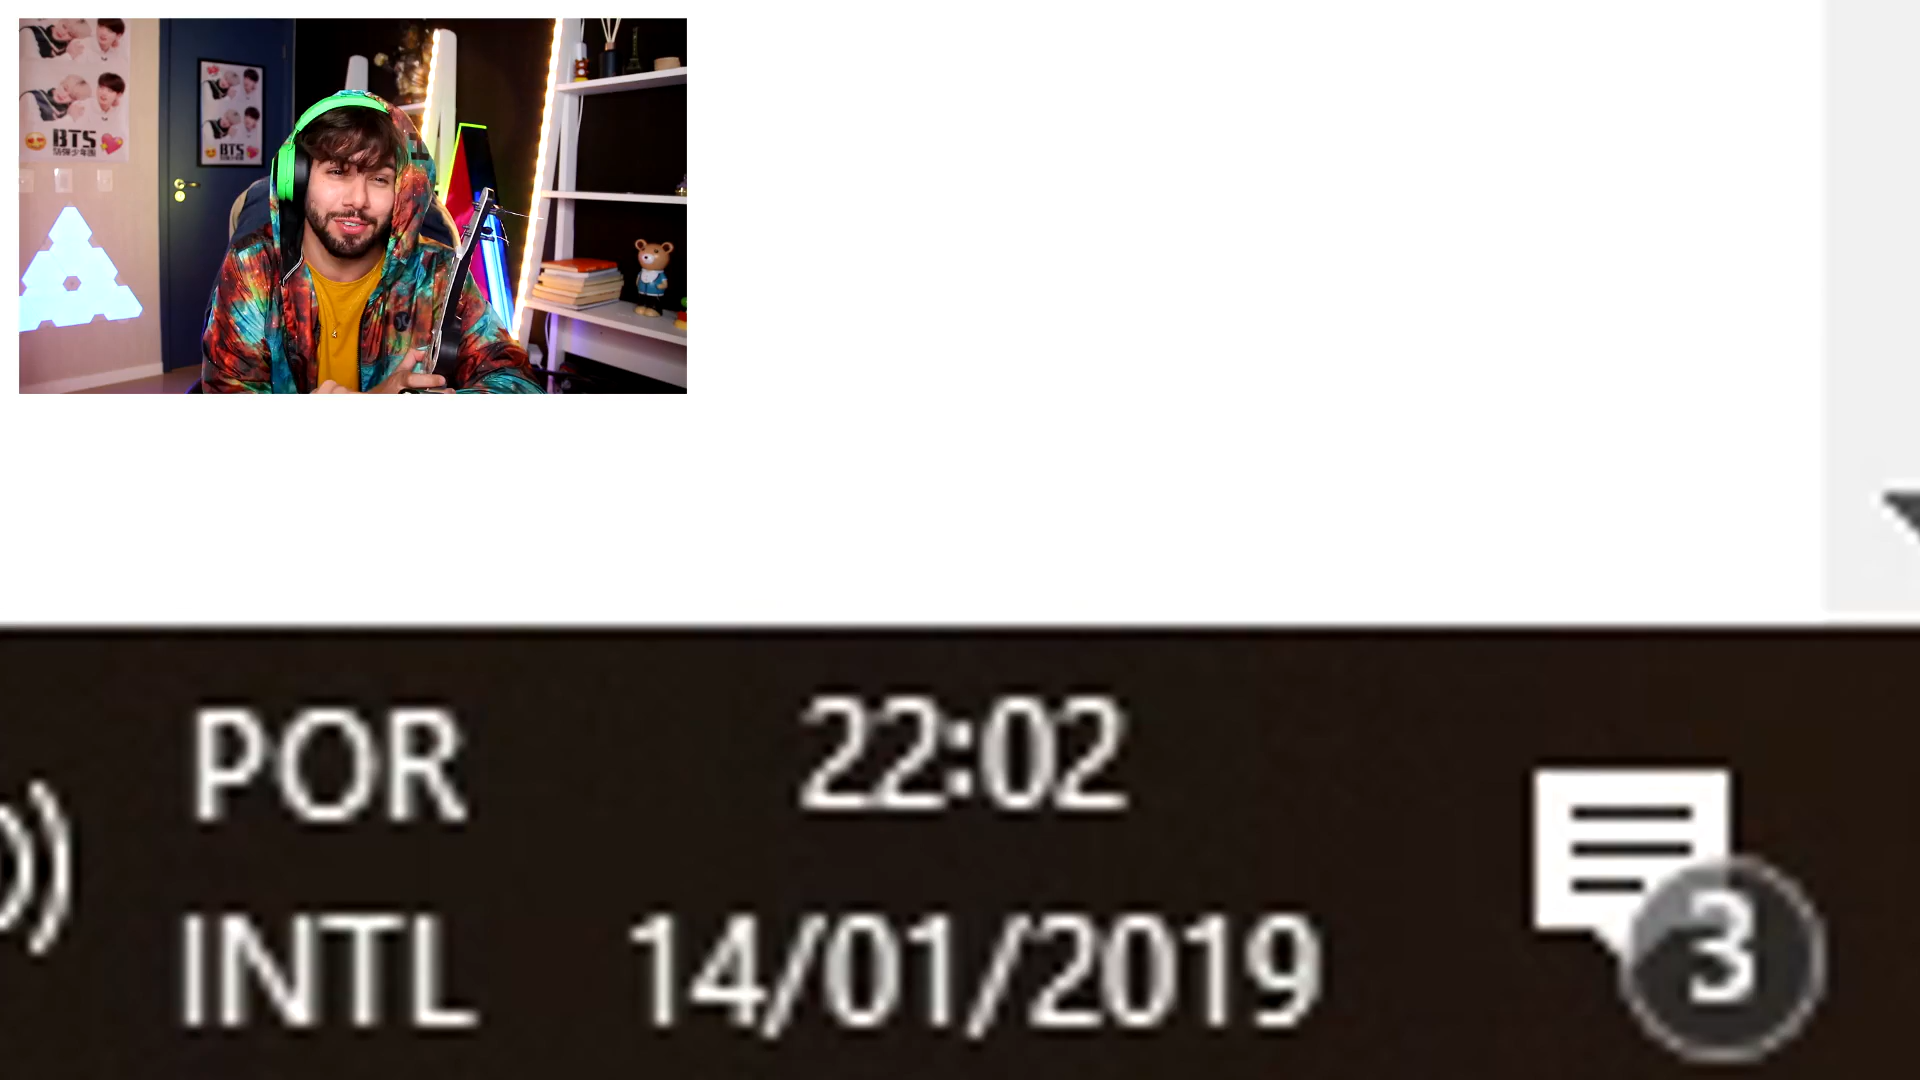 BTS
BTS
POR
22:02
INTL
14/01/2019
3